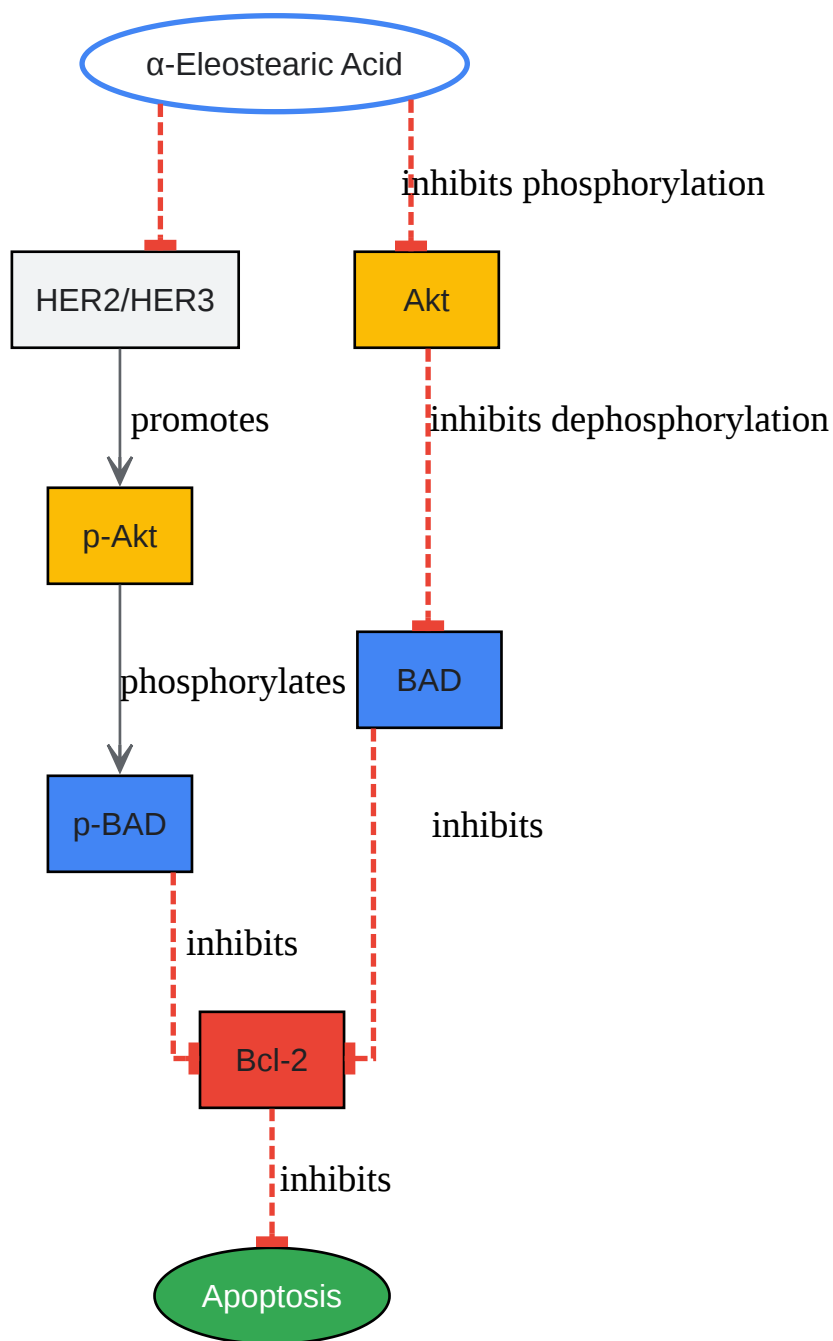 α-Eleostearic Acid
inhibits phosphorylation
HER2/HER3
Akt
promotes
inhibits dephosphorylation
p-Akt
phosphorylates
BAD
p-BAD
inhibits
inhibits
Bcl-2
inhibits
Apoptosis